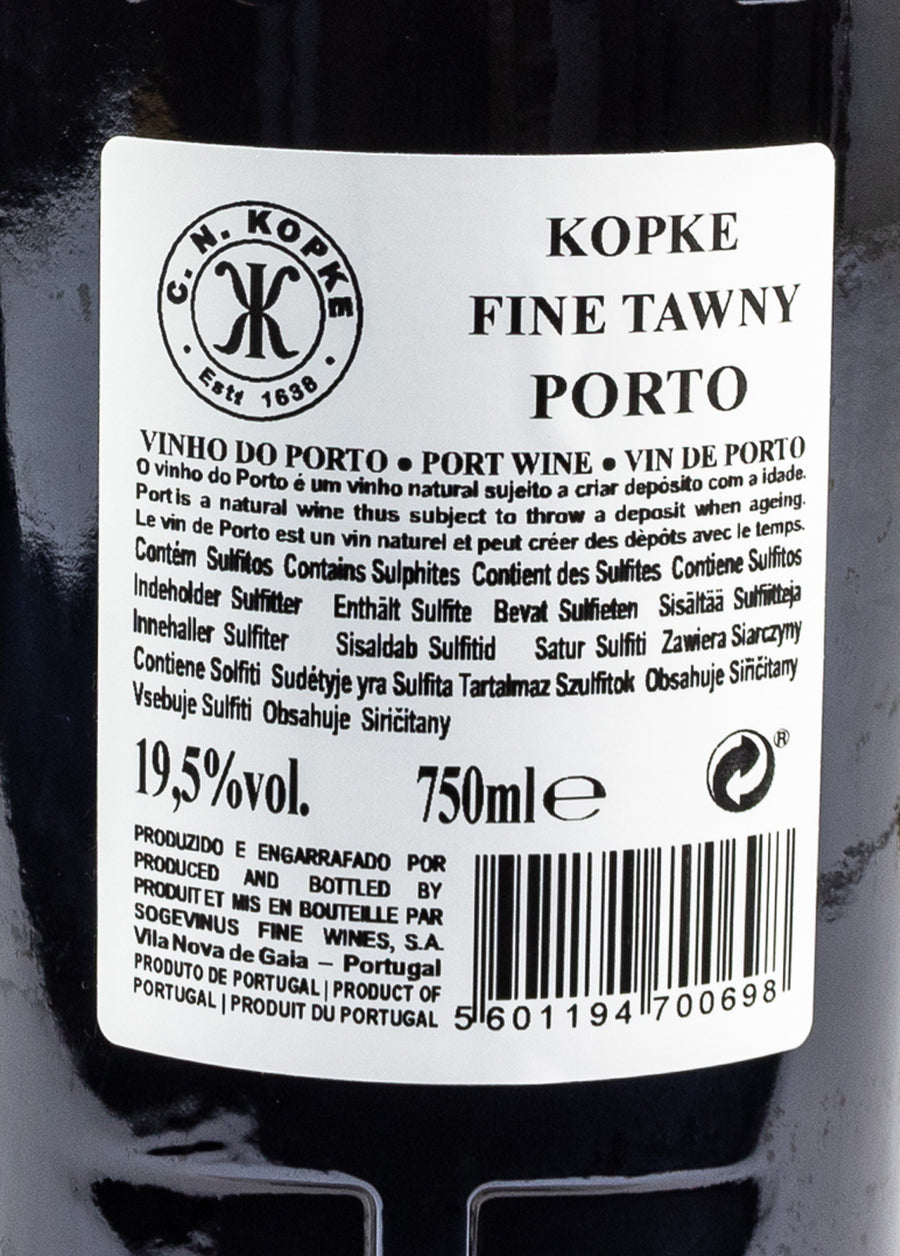 C. N. KOPKE
Estd 1638
KOPKE
FINE TAWNY
PORTO
VINHO DO PORTO • PORT WINE • VIN DE PORTO
O vinho do Porto é um vinho natural sujeito a criar depósito com a idade.
Port is a natural wine thus subject to throw a deposit when ageing.
Le vin de Porto est un vin naturel et peut créer des dèpôts avec le temps.
Contém Sulfitos Contains Sulphites Contient des Sulfites Contiene Sulfitos
Indeholder Sulfitter Enthält Sulfite Bevat Sulfieten Sisältää Sulfiitteja
Innehaller Sulfiter Sisaldab Sulfitid Satur Sulfiti Zawiera Siarczyny
Contiene Solfiti Sudétyje yra Sulfita Tartalmaz Szulfitok Obsahuje Siřičitany
Vsebuje Sulfiti Obsahuje Siričitany
19,5%vol. 750ml ℮ ®
PRODUZIDO E ENGARRAFADO POR
PRODUCED AND BOTTLED BY
PRODUIT ET MIS EN BOUTEILLE PAR
SOGEVINUS FINE WINES, S.A.
Vila Nova de Gaia – Portugal
PRODUTO DE PORTUGAL | PRODUCT OF
PORTUGAL | PRODUIT DU PORTUGAL
5 601194 700698